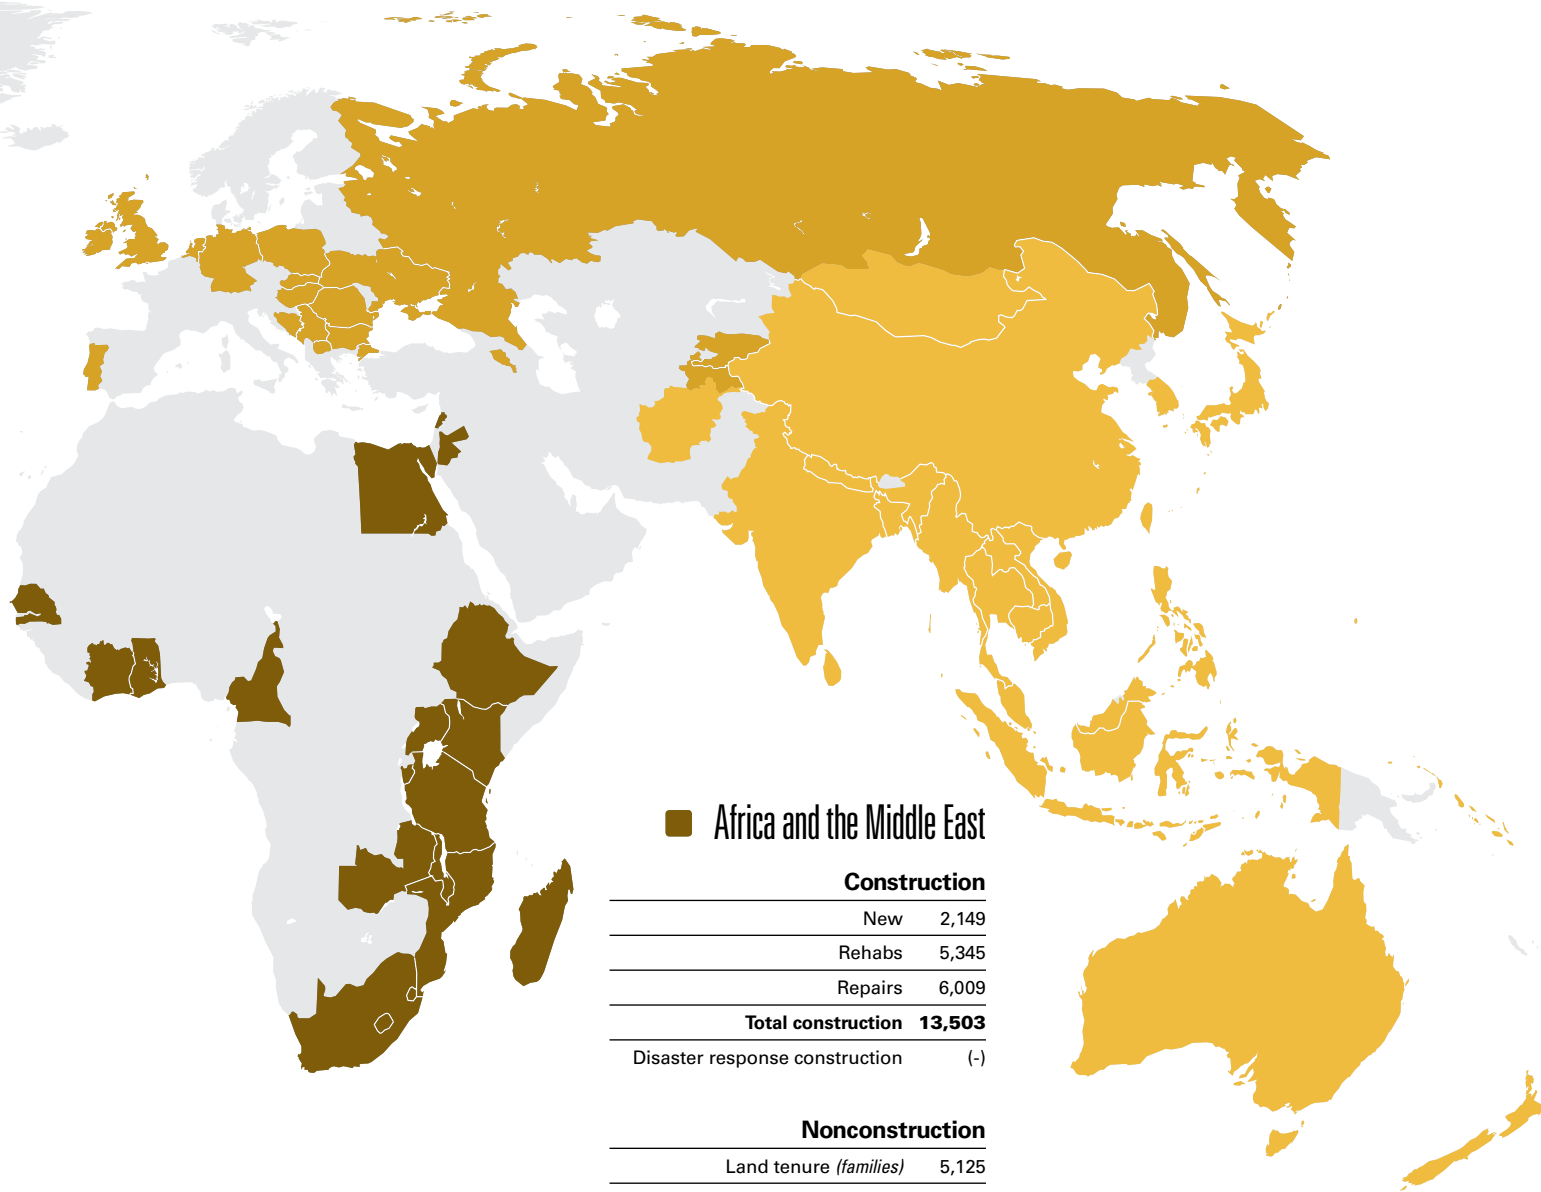 Africa and the Middle East
Construction
New 2,149
Rehabs 5,345
Repairs 6,009
Total construction 13,503
Disaster response construction (-)
Nonconstruction
Land tenure (families) 5,125